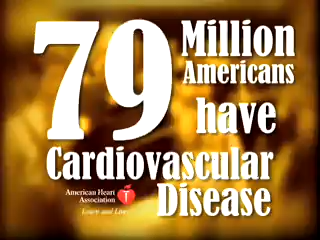 79 Million
Americans
have
Cardiovascular
Disease
American Heart
Association
Learn and Live